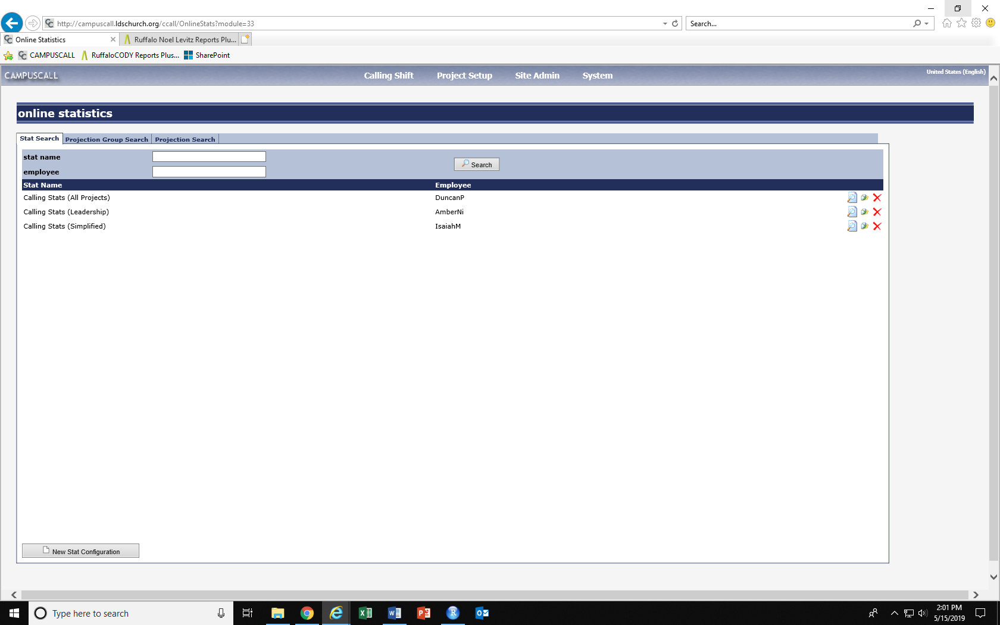 http://campuscall.ldschurch.org/ccall/OnlineStats?module=33
Search...
Online Statistics
Ruffalo Noel Levitz Reports Plu...
CAMPUSCALL
RuffaloCODY Reports Plus...
SharePoint
CAMPUSCALL
Calling Shift
Project Setup
Site Admin
System
United States (English)
online statistics
Stat Search
Projection Group Search
Projection Search
stat name
employee
Search
Stat Name Employee
Calling Stats (All Projects) DuncanP
Calling Stats (Leadership) AmberNi
Calling Stats (Simplified) IsaiahM
New Stat Configuration
Type here to search
2:01 PM
5/15/2019